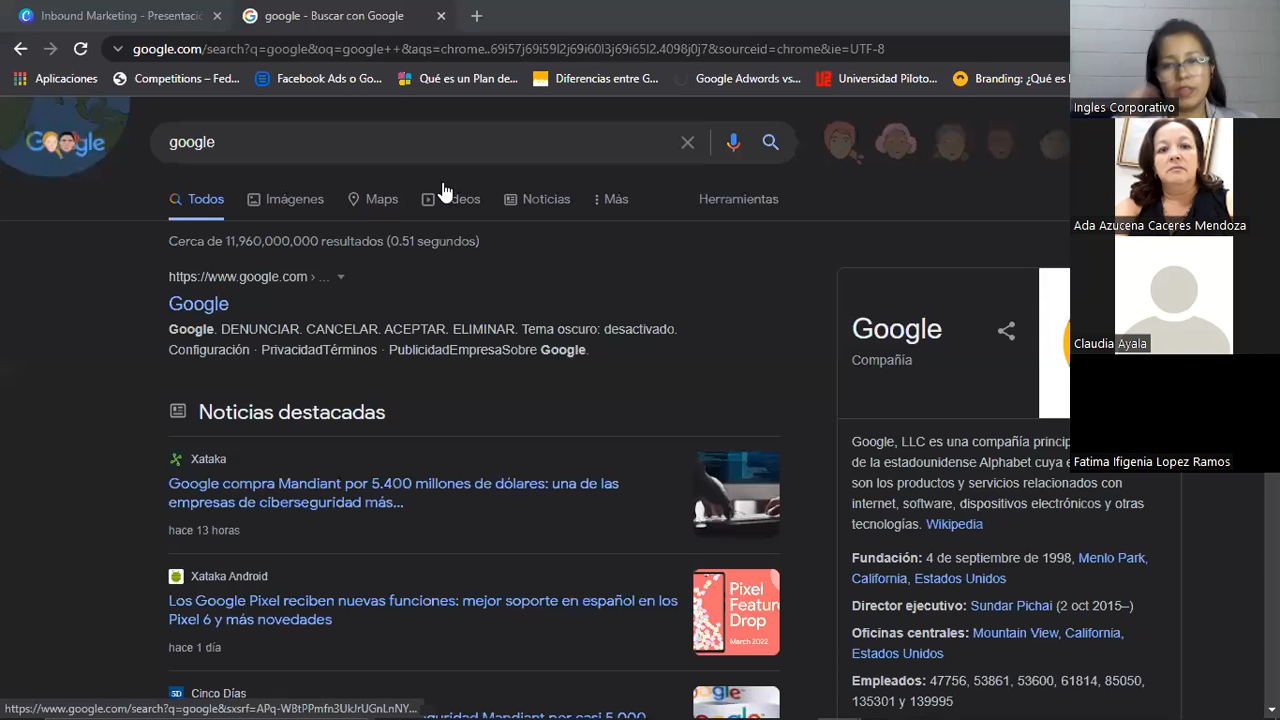 Inbound Marketing - Presentació
google - Buscar con Google
google.com/search?q=google&oq=google++&aqs=chrome..69i57j69i59l2j69i60l3j69i65l2.4098j0j7&sourceid=chrome&ie=UTF-8
Aplicaciones
Competitions – Fed...
Facebook Ads o Go...
Qué es un Plan de...
Diferencias entre G...
Google Adwords vs...
Universidad Piloto...
Branding: ¿Qué es
Google
google
Todos
Imágenes
Maps
Noticias
Más
Herramientas
Cerca de 11,960,000,000 resultados (0.51 segundos)
https://www.google.com › ...
Google
Google. DENUNCIAR. CANCELAR. ACEPTAR. ELIMINAR. Tema oscuro: desactivado.
Configuración · PrivacidadTérminos · PublicidadEmpresaSobre Google.
Noticias destacadas
Xataka
Google compra Mandiant por 5.400 millones de dólares: una de las
empresas de ciberseguridad más...
hace 13 horas
Xataka Android
Los Google Pixel reciben nuevas funciones: mejor soporte en español en los
Pixel 6 y más novedades
hace 1 día
Pixel
Feature
Drop
March 2022
5D
Cinco Días
Google
Compañía
Google, LLC es una compañía princip
de la estadounidense Alphabet cuya e
son los productos y servicios relacionados con
internet, software, dispositivos electrónicos y otras
tecnologías. Wikipedia
Fundación: 4 de septiembre de 1998, Menlo Park,
California, Estados Unidos
Director ejecutivo: Sundar Pichai (2 oct 2015–)
Oficinas centrales: Mountain View, California,
Estados Unidos
Empleados: 47756, 53861, 53600, 61814, 85050,
135301 y 139995
Ingles Corporativo
Ada Azucena Caceres Mendoza
Claudia Ayala
Fatima Ifigenia Lopez Ramos